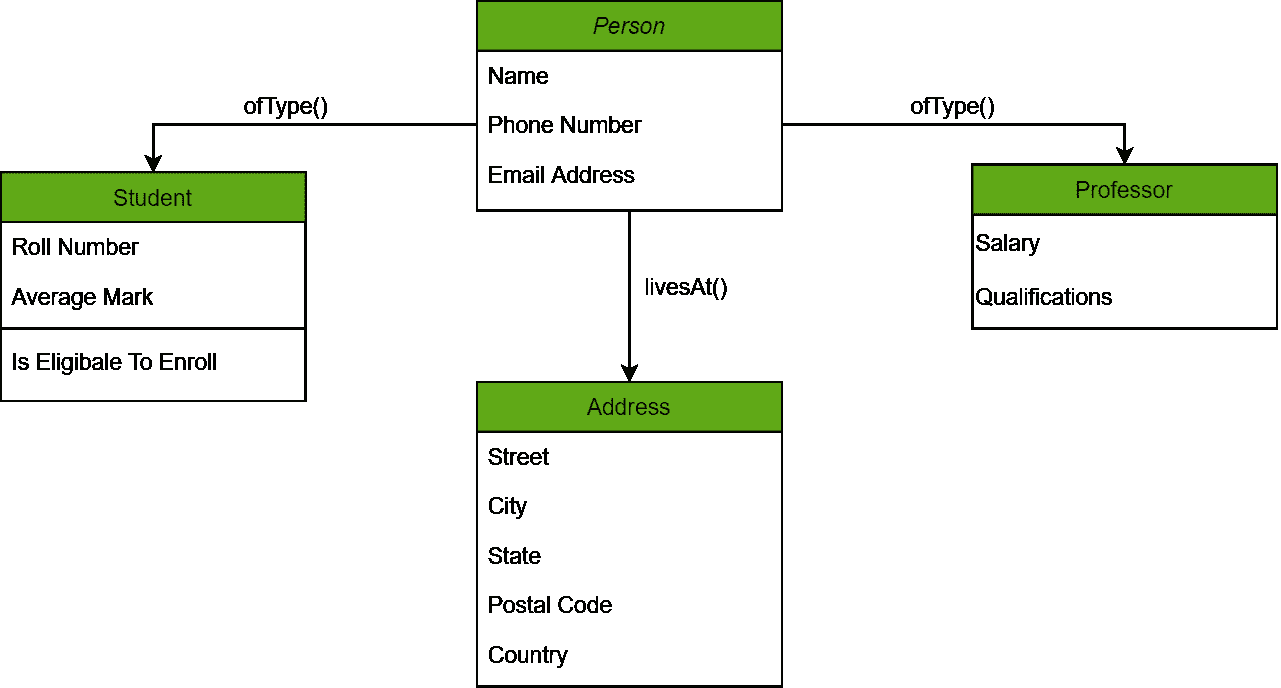 Person
Name
Phone Number
Email Address
ofType()
ofType()
Student
Roll Number
Average Mark
Is Eligibale To Enroll
Professor
Salary
Qualifications
livesAt()
Address
Street
City
State
Postal Code
Country